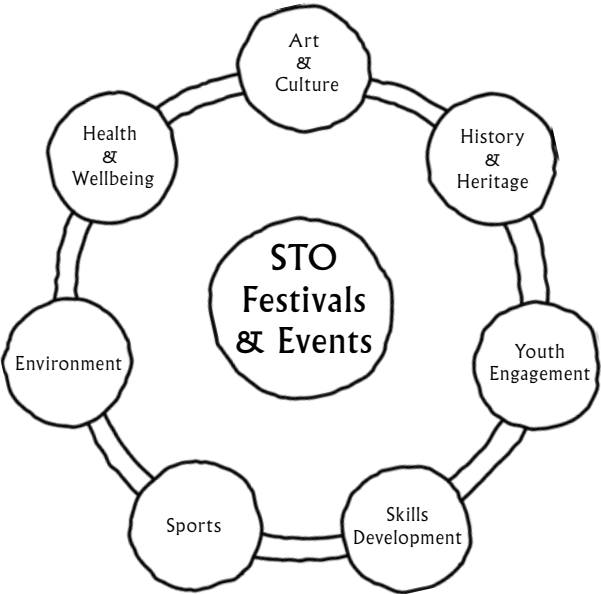 Art
&
Culture
History
&
Heritage
Youth
Engagement
Skills
Development
Sports
Environment
Health
&
Wellbeing
STO
Festivals
& Events